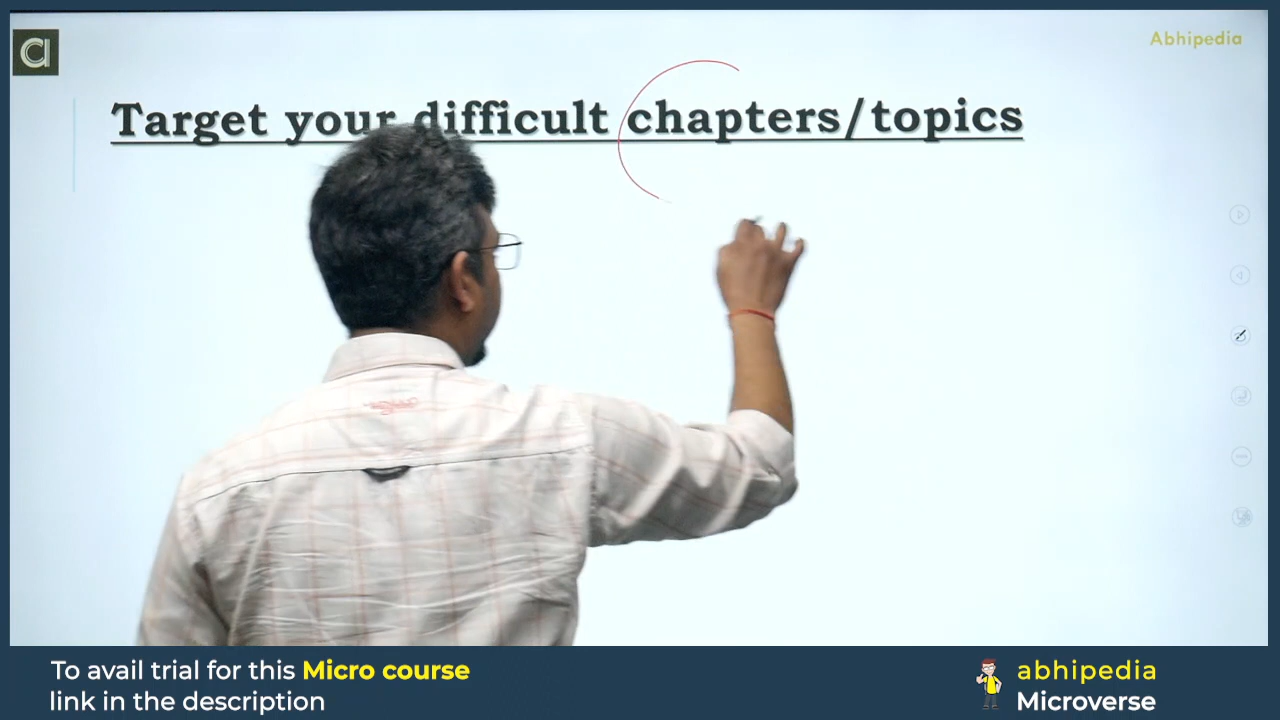 Abhipedia
Target your difficult chapters/topics
To avail trial for this Micro course
link in the description
abhipedia
Microverse